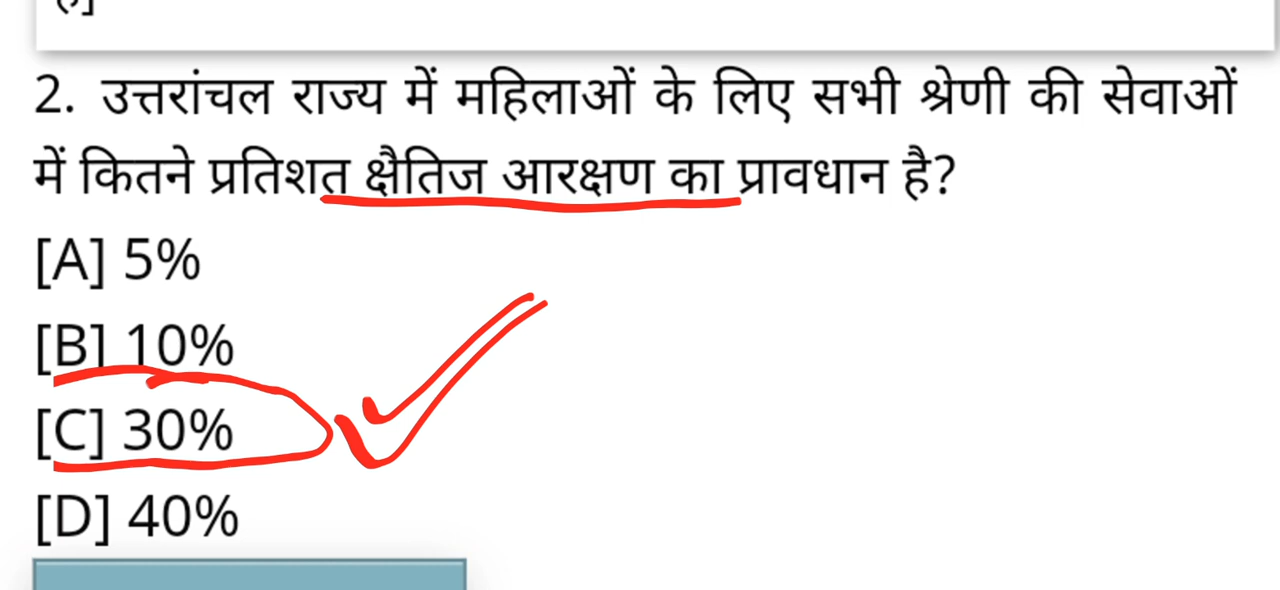 2. उत्तरांचल राज्य में महिलाओं के लिए सभी श्रेणी की सेवाओं
में कितने प्रतिशत क्षैतिज आरक्षण का प्रावधान है?
[A] 5%
[B] 10%
[C] 30%
[D] 40%